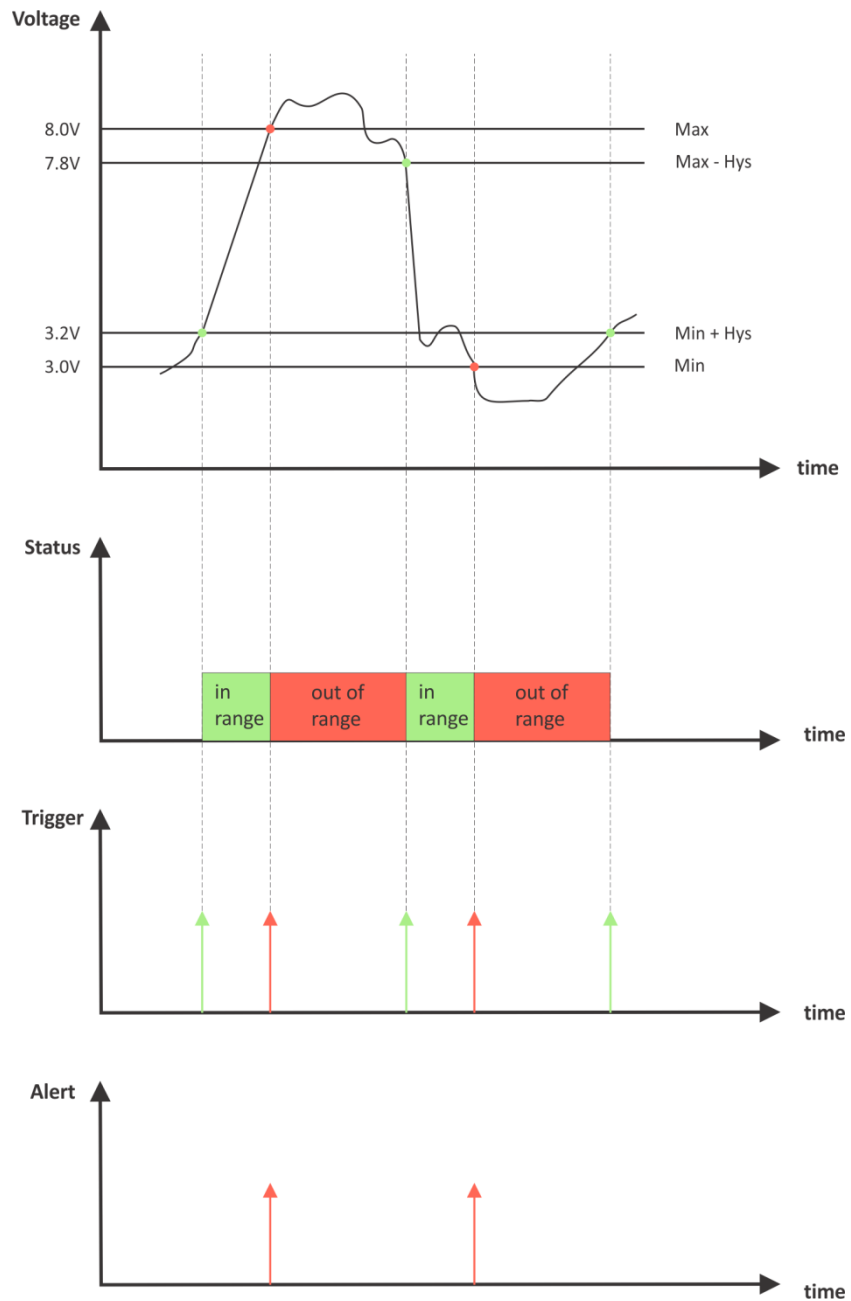 Voltage
8.0V
Max
7.8V
Max - Hys
3.2V
Min + Hys
3.0V
Min
time
Status
in
range
out of
range
in
range
out of
range
time
Trigger
time
Alert
time